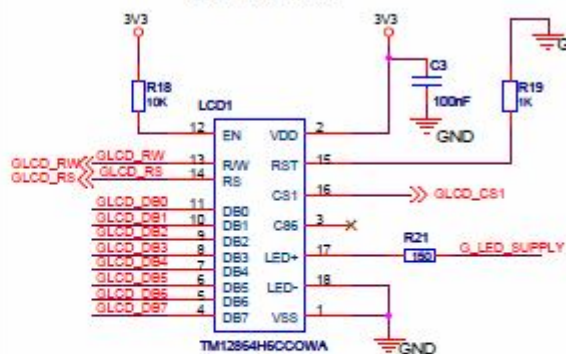 3V3
3V3
C3
100nF
GND
G
R18
10K
R19
1K
LCD1
12 EN VDD 2
GLCD_RW GLCD_RW 13 R/W RST 15
GLCD_RS GLCD_RS 14 RS
CS1 16 GLCD_CS1
GLCD_DB0 11 DB0
GLCD_DB1 10 DB1 C86 3
GLCD_DB2 9 DB2
GLCD_DB3 8 DB3 LED+ 17 R21 150 G_LED_SUPPLY
GLCD_DB4 7 DB4
GLCD_DB5 6 DB5 LED- 18
GLCD_DB6 5 DB6
GLCD_DB7 4 DB7 VSS 1
GND
TM12864H6CCOWA